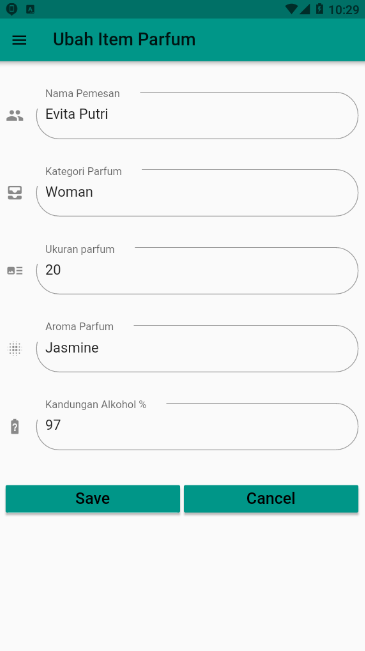 10:29
Ubah Item Parfum
Nama Pemesan
Evita Putri
Kategori Parfum
Woman
Ukuran parfum
20
Aroma Parfum
Jasmine
Kandungan Alkohol %
97
Save Cancel